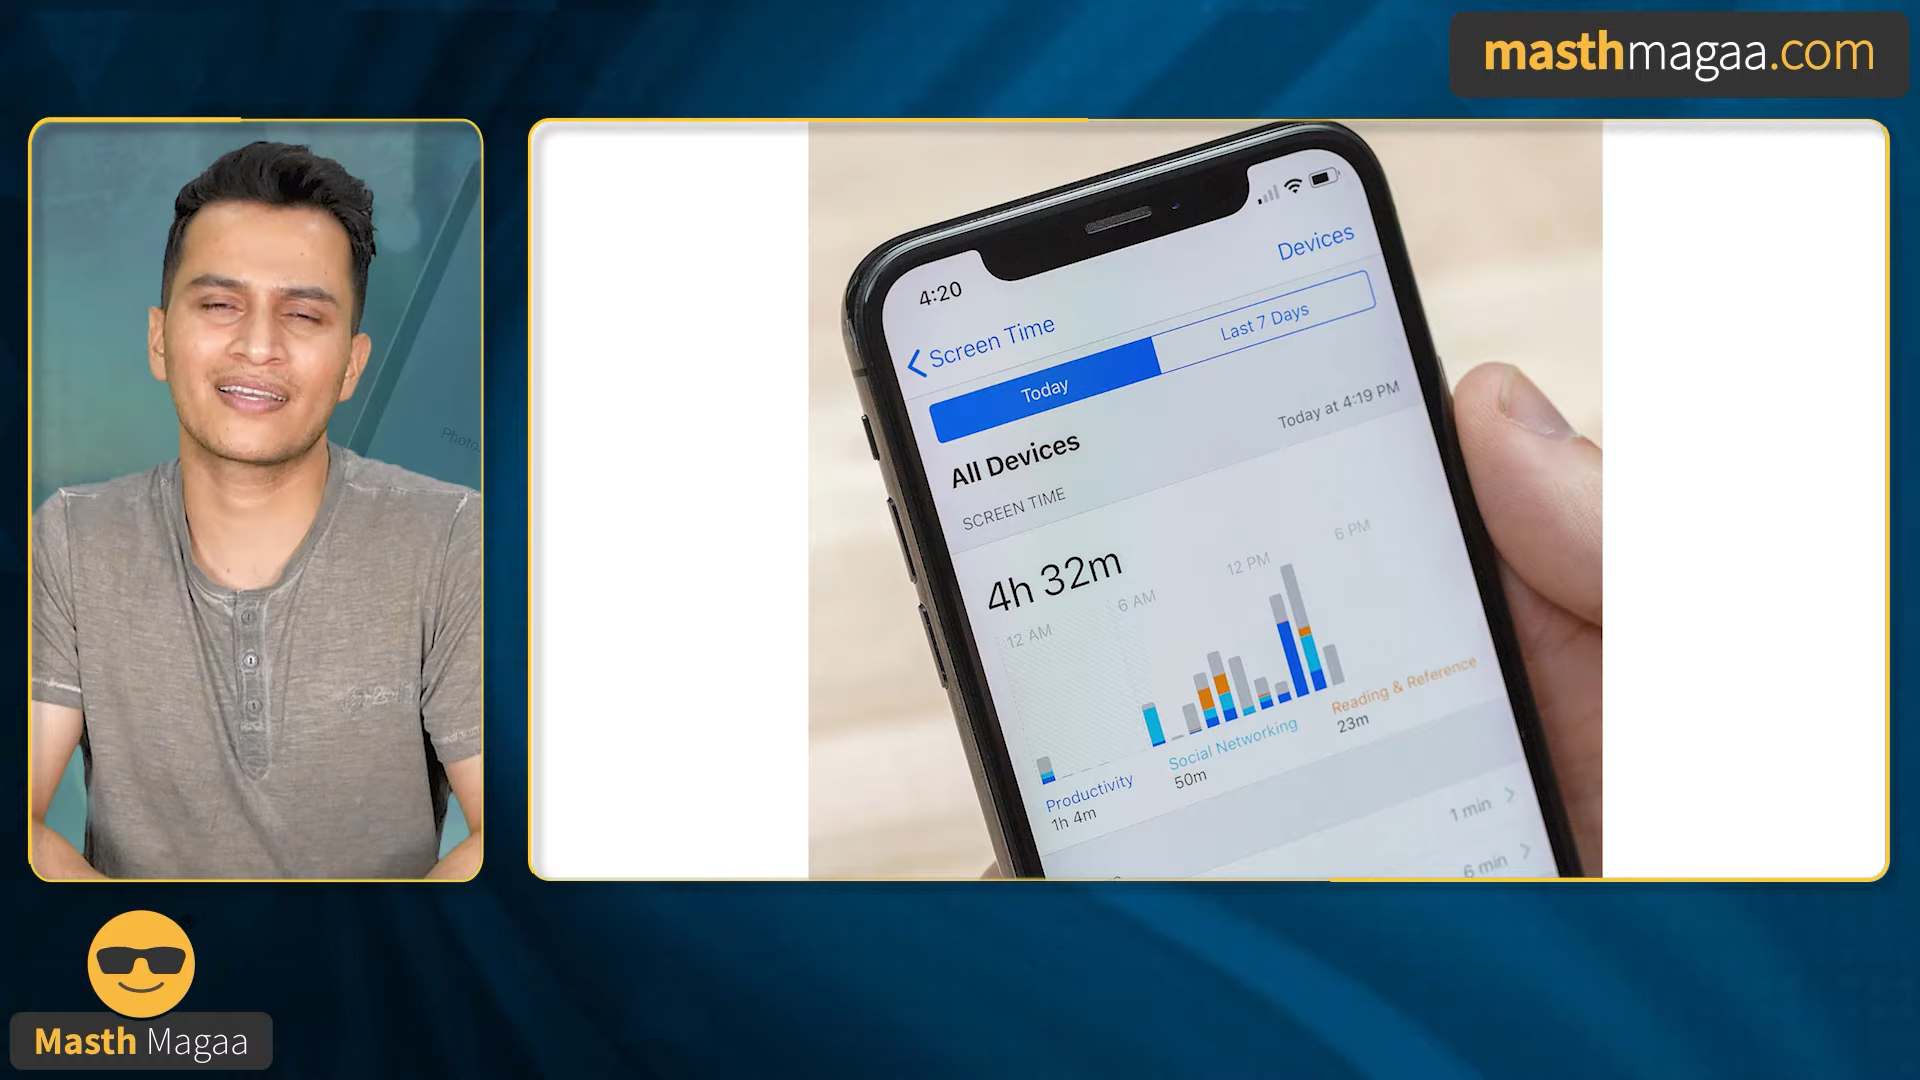 masthmagaa.com
Photo
4:20
Devices
Screen Time
Today
Last 7 Days
All Devices
Today at 4:19 PM
SCREEN TIME
4h 32m
12 AM
6 AM
12 PM
6 PM
Productivity
1h 4m
Social Networking
50m
Reading & Reference
23m
1 min
6 min
Masth Magaa